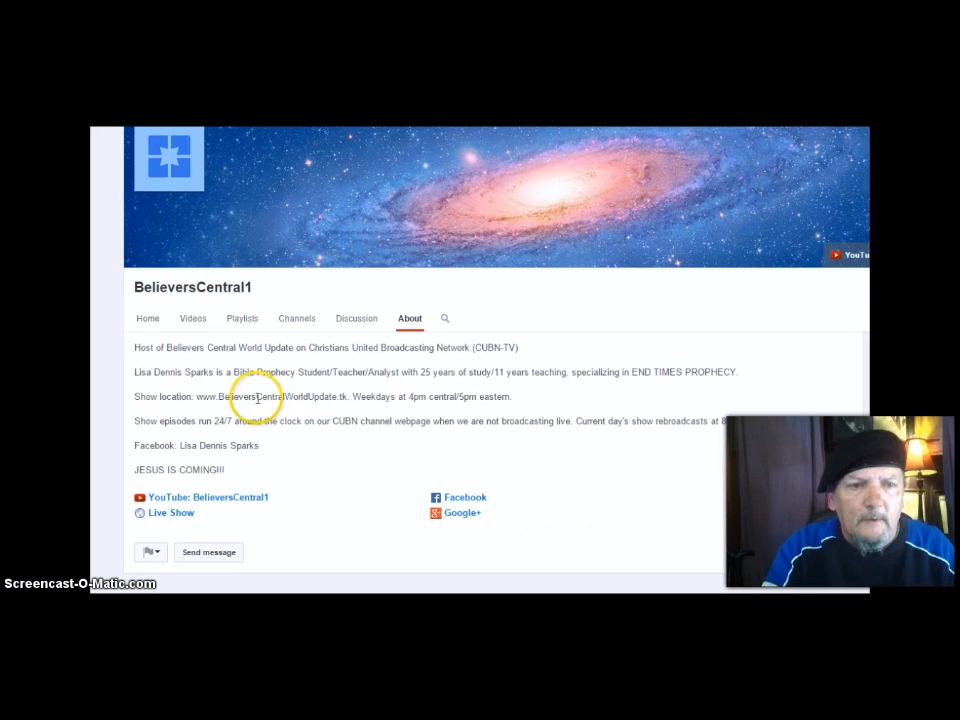 YouTu
BelieversCentral1
Home Videos Playlists Channels Discussion About
Host of Believers Central World Update on Christians United Broadcasting Network (CUBN-TV)
Lisa Dennis Sparks is a Bible Prophecy Student/Teacher/Analyst with 25 years of study/11 years teaching, specializing in END TIMES PROPHECY.
Show location: www.BelieversCentralWorldUpdate.tk. Weekdays at 4pm central/5pm eastern.
Show episodes run 24/7 around the clock on our CUBN channel webpage when we are not broadcasting live. Current day's show rebroadcasts at 8
Facebook: Lisa Dennis Sparks
JESUS IS COMING!!!
YouTube: BelieversCentral1 Facebook
Live Show Google+
Send message
Screencast-O-Matic.com